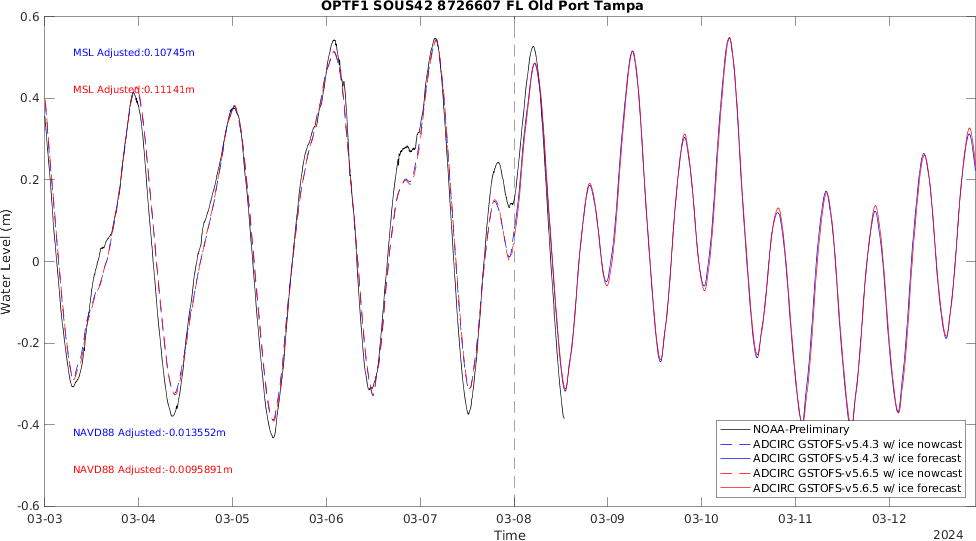 OPTF1 SOUS42 8726607 FL Old Port Tampa
0.6
0.4
0.2
0
-0.2
-0.4
-0.6
Water Level (m)
MSL Adjusted:0.10745m
MSL Adjusted:0.11141m
NAVD88 Adjusted:-0.013552m
NAVD88 Adjusted:-0.0095891m
NOAA-Preliminary
ADCIRC GSTOFS-v5.4.3 w/ ice nowcast
ADCIRC GSTOFS-v5.4.3 w/ ice forecast
ADCIRC GSTOFS-v5.6.5 w/ ice nowcast
ADCIRC GSTOFS-v5.6.5 w/ ice forecast
03-03 03-04 03-05 03-06 03-07 03-08 03-09 03-10 03-11 03-12
Time
2024